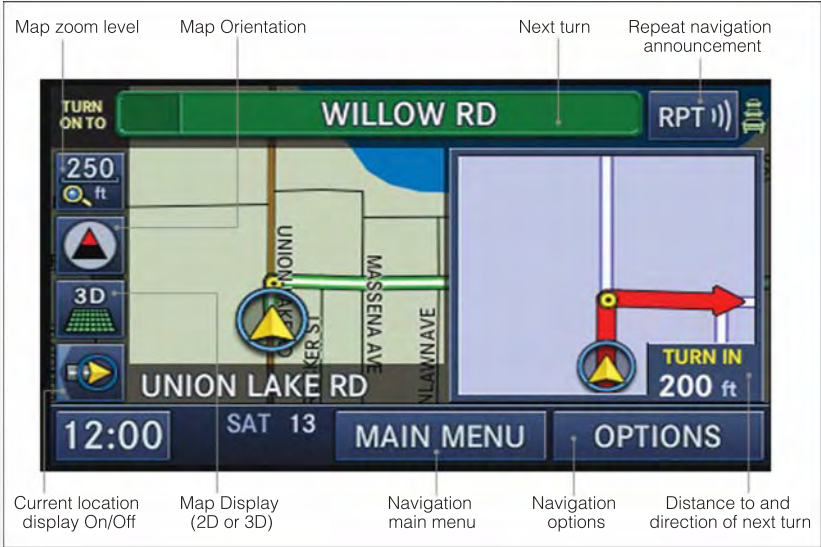 Map zoom level
Map Orientation
Next turn
Repeat navigation
announcement
TURN
ON TO
WILLOW RD
RPT
250
ft
3D
UNION LAKE RD
MASSENA AVE
KER ST
NLAWNAVE
TURN IN
200 ft
UNION LAKE RD
12:00
SAT 13
MAIN MENU
OPTIONS
Current location
display On/Off
Map Display
(2D or 3D)
Navigation
main menu
Navigation
options
Distance to and
direction of next turn